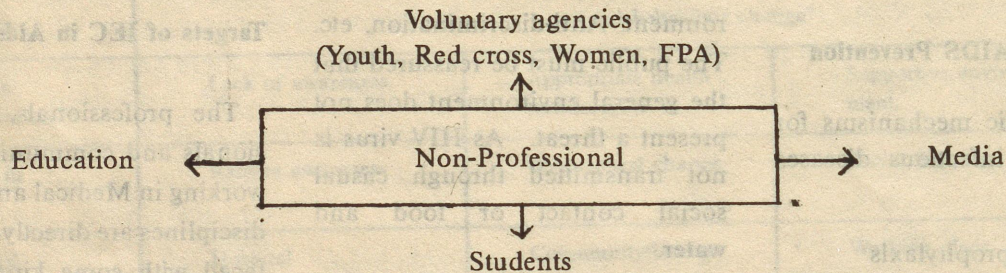 Voluntary agencies
(Youth, Red cross, Women, FPA)
Education
Non-Professional
Media
Students